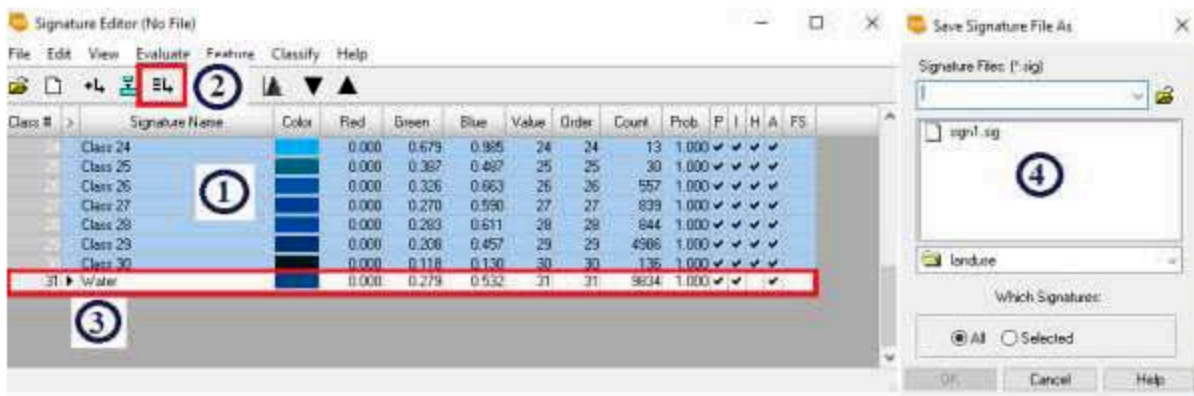 Signature Editor (No File)
File Edit View Evaluate Feature Classify Help
2
Class # > Signature Name Color Red Green Blue Value Order Count Prob. P I H A FS
Class 24 0.000 0.679 0.985 24 24 13 1.000
Class 25 0.000 0.387 0.487 25 25 30 1.000
Class 26 0.000 0.326 0.663 26 26 557 1.000
Class 27 0.000 0.270 0.590 27 27 839 1.000
Class 28 0.000 0.283 0.611 28 28 844 1.000
Class 29 0.000 0.208 0.457 29 29 4986 1.000
Class 30 0.000 0.118 0.130 30 30 136 1.000
31 Water 0.000 0.279 0.532 31 31 9834 1.000
1
3
Save Signature File As
Signature Files: (*.sig)
sign1.sig
4
landuse
Which Signatures:
All Selected
OK Cancel Help